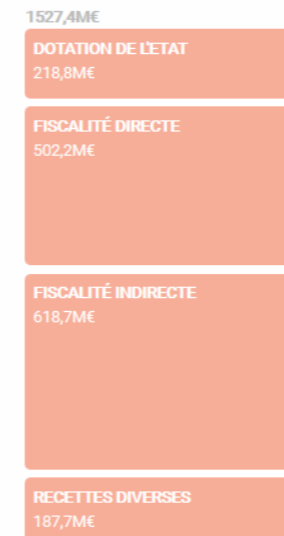 1527,4M€
DOTATION DE L'ETAT
218,8M€
FISCALITÉ DIRECTE
502,2M€
FISCALITÉ INDIRECTE
618,7M€
RECETTES DIVERSES
187,7M€